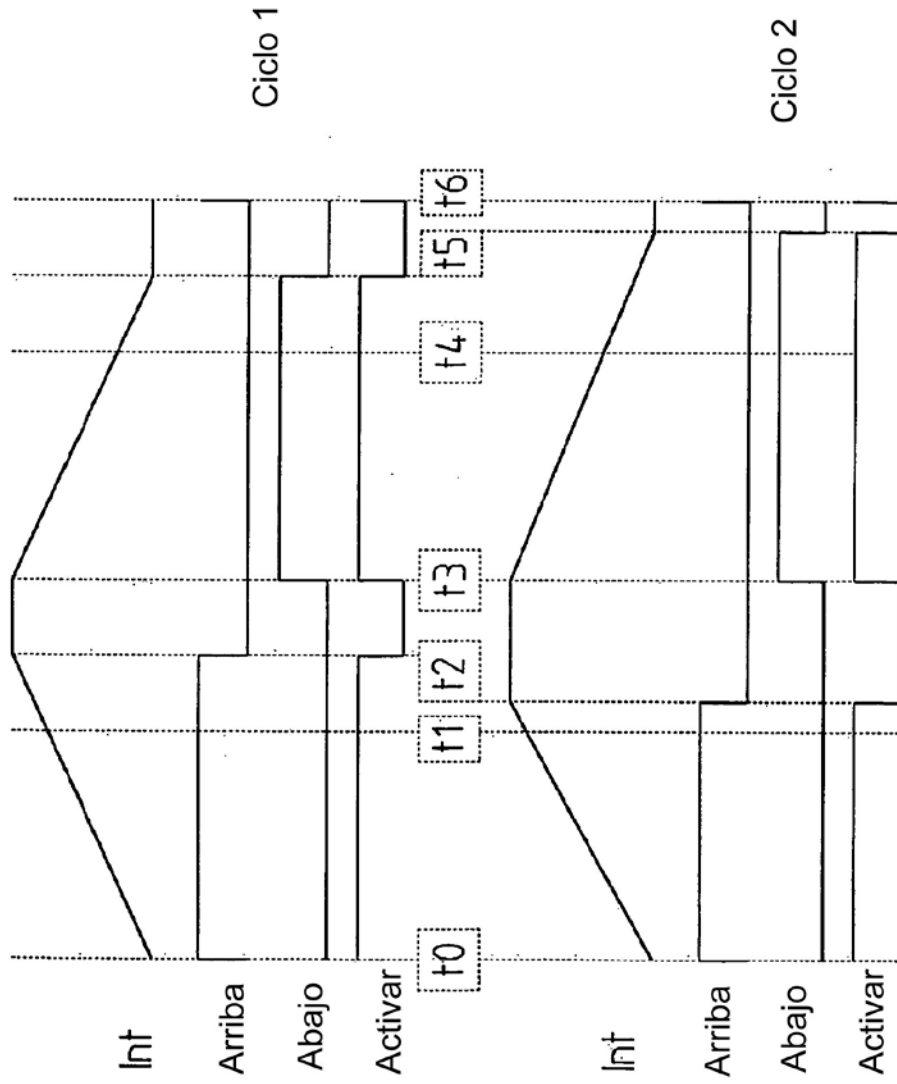 Int
Arriba
Abajo
Activar
Ciclo 1
t0
t1
t2
t3
t4
t5
t6
Int
Arriba
Abajo
Activar
Ciclo 2